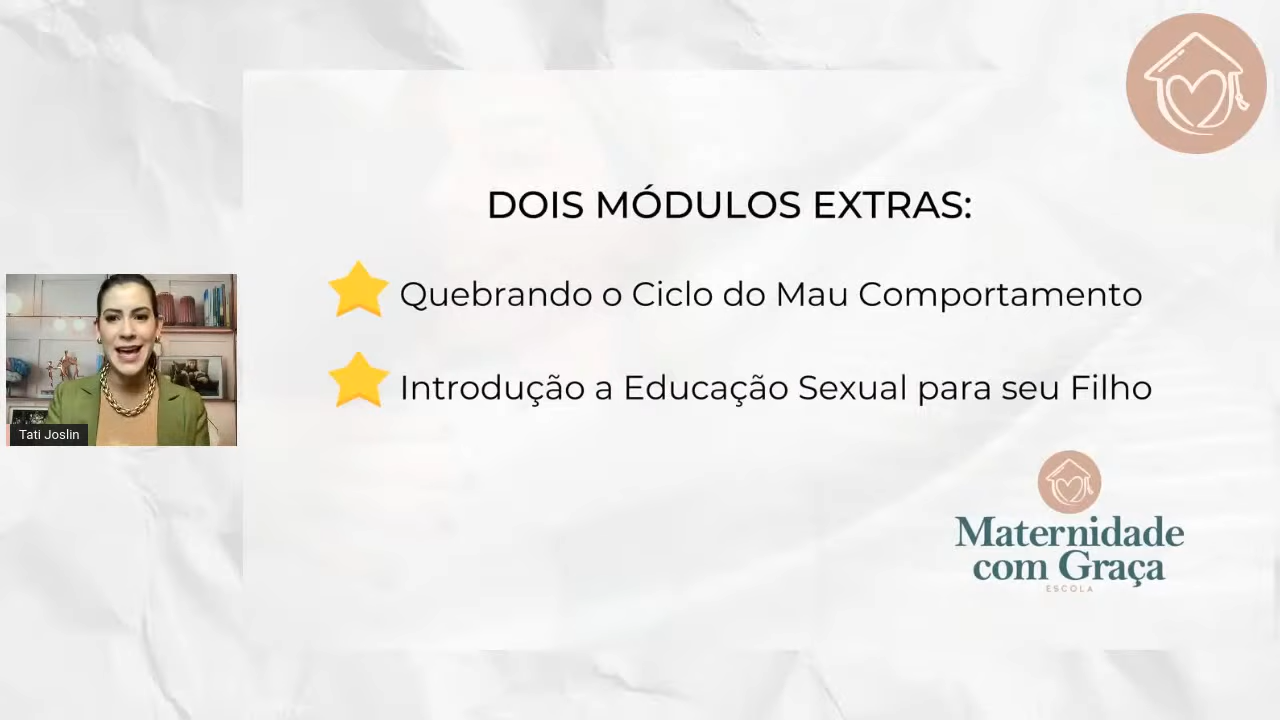 DOIS MÓDULOS EXTRAS:
Quebrando o Ciclo do Mau Comportamento
Introdução a Educação Sexual para seu Filho
Tati Joslin
Maternidade
com Graça
ESCOLA